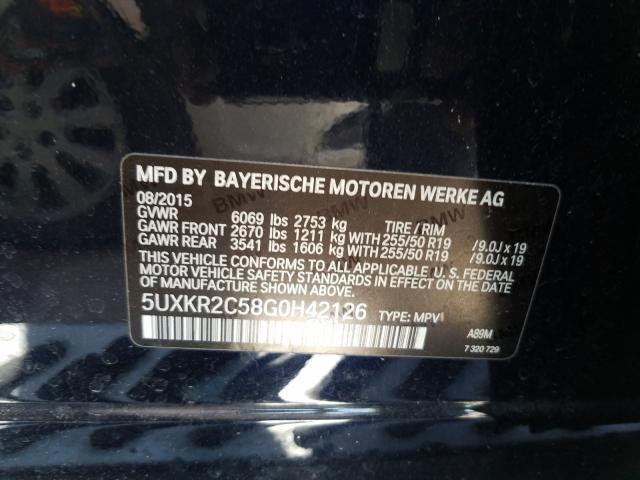 MFD BY BAYERISCHE MOTOREN WERKE AG
08/2015
GVWR 6069 lbs 2753 kg TIRE / RIM
GAWR FRONT 2670 lbs 1211 kg WITH 255/50 R19 /9.0J x 19
GAWR REAR 3541 lbs 1606 kg WITH 255/50 R19 /9.0J x 19
THIS VEHICLE CONFORMS TO ALL APPLICABLE U. S. FEDERAL
MOTOR VEHICLE SAFETY STANDARDS IN EFFECT ON THE DATE
OF MANUFACTURE SHOWN ABOVE.
5UXKR2C58G0H42126 TYPE: MPV
A89M
7 320 729